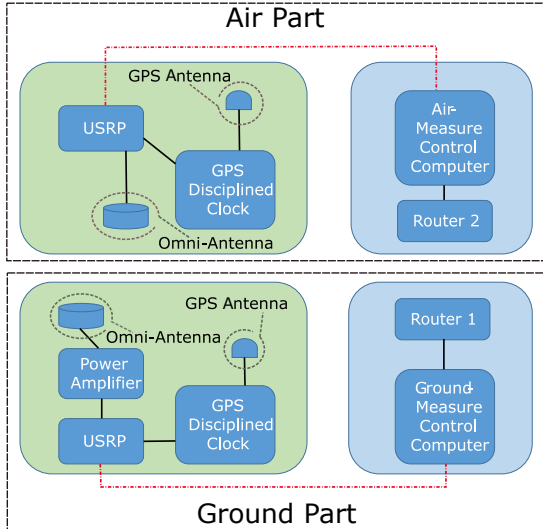 Air Part
GPS Antenna
USRP
GPS
Disciplined
Clock
Omni-Antenna
Air-
Measure
Control
Computer
Router 2
GPS Antenna
Omni-Antenna
Power
Amplifier
GPS
Disciplined
Clock
USRP
Router 1
Ground-
Measure
Control
Computer
Ground Part